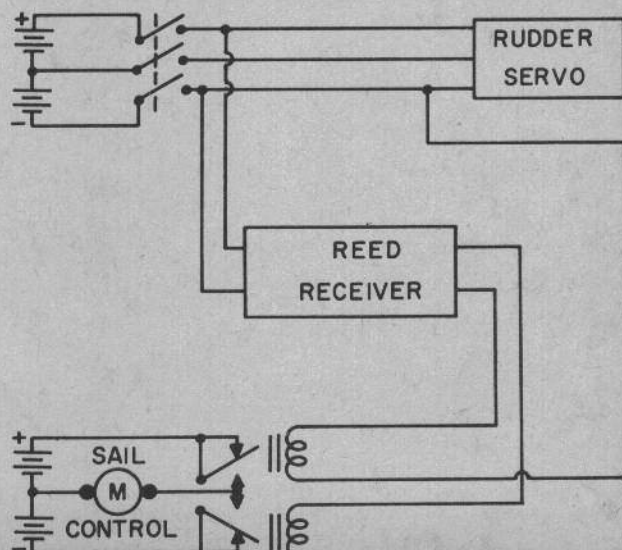 +
RUDDER
SERVO
–
REED
RECEIVER
+
SAIL
M
CONTROL
–